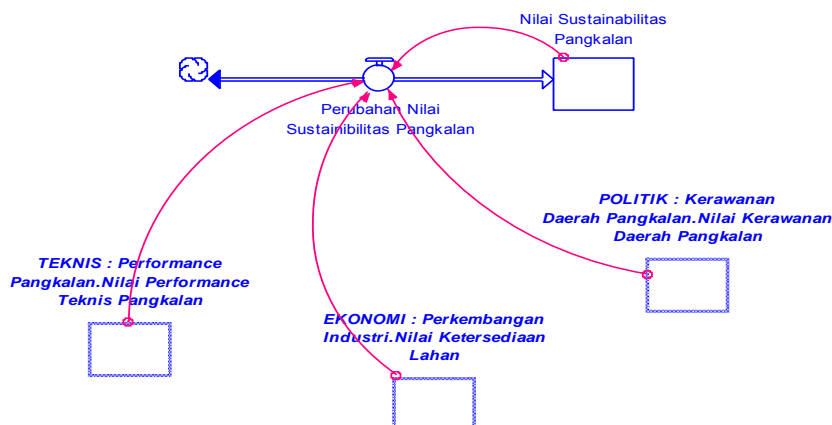 Nilai Sustainabilitas
Pangkalan
Perubahan Nilai
Sustainibilitas Pangkalan
POLITIK : Kerawanan
Daerah Pangkalan.Nilai Kerawanan
Daerah Pangkalan
TEKNIS : Performance
Pangkalan.Nilai Performance
Teknis Pangkalan
EKONOMI : Perkembangan
Industri.Nilai Ketersediaan
Lahan